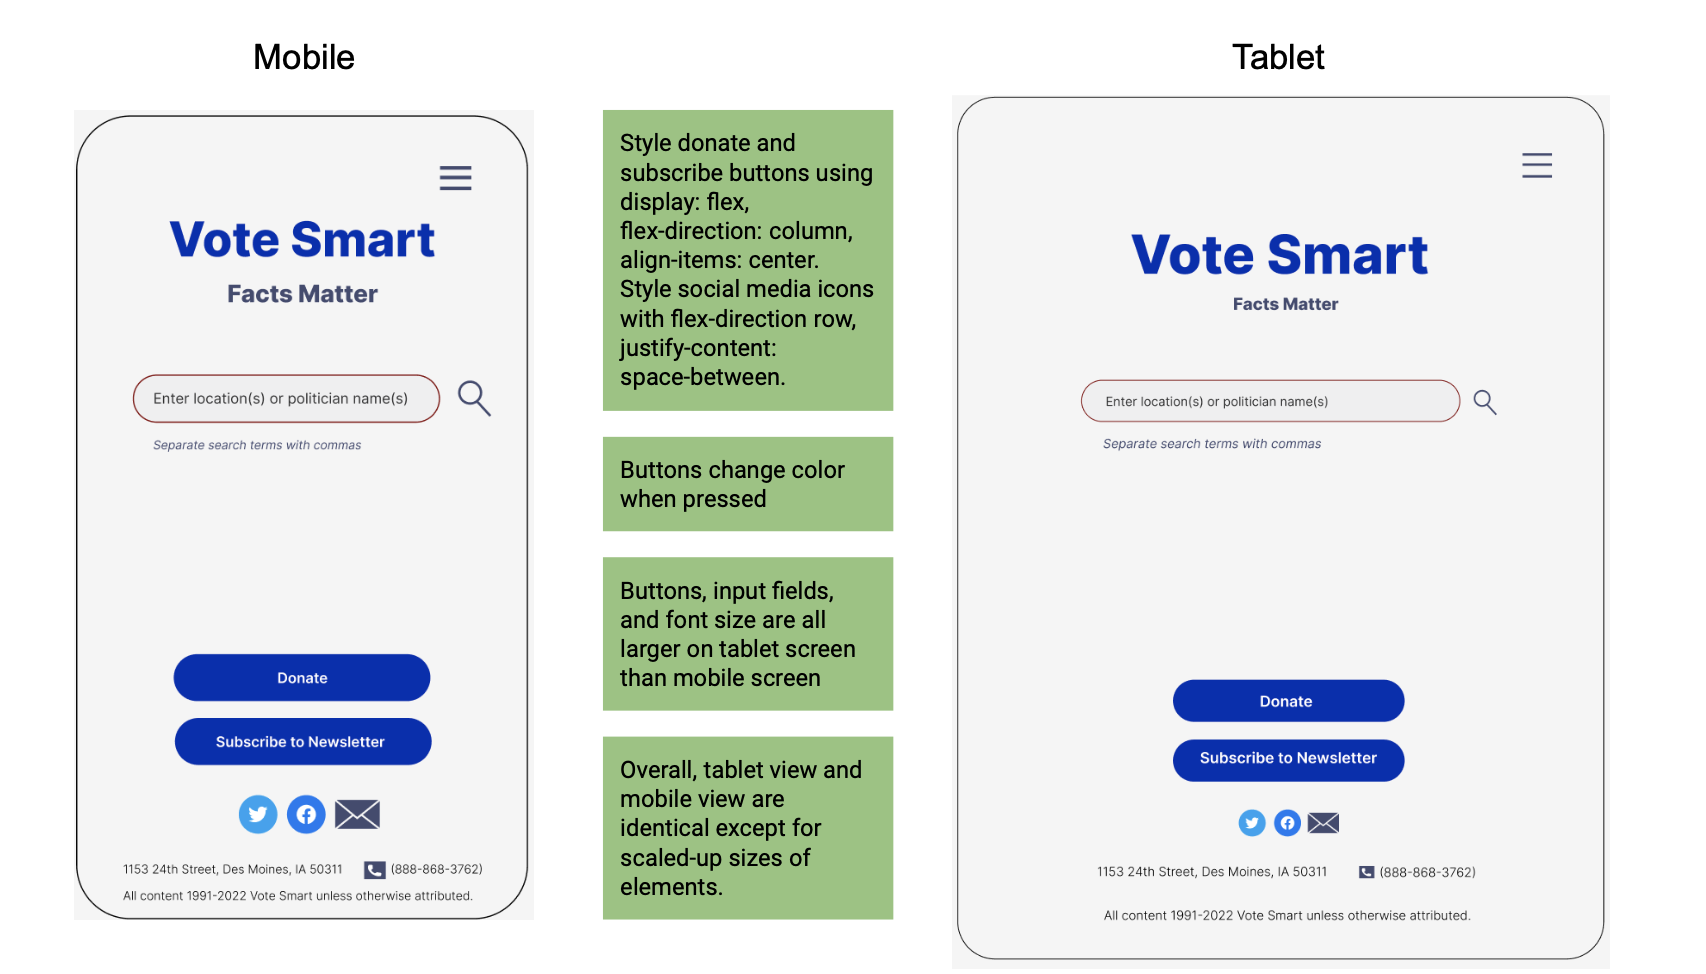 Mobile
Tablet
Vote Smart
Facts Matter
Enter location(s) or politician name(s)
Separate search terms with commas
Donate
Subscribe to Newsletter
1153 24th Street, Des Moines, IA 50311 (888-868-3762)
All content 1991-2022 Vote Smart unless otherwise attributed.
Style donate and
subscribe buttons using
display: flex,
flex-direction: column,
align-items: center.
Style social media icons
with flex-direction row,
justify-content:
space-between.
Buttons change color
when pressed
Buttons, input fields,
and font size are all
larger on tablet screen
than mobile screen
Overall, tablet view and
mobile view are
identical except for
scaled-up sizes of
elements.
Vote Smart
Facts Matter
Enter location(s) or politician name(s)
Separate search terms with commas
Donate
Subscribe to Newsletter
1153 24th Street, Des Moines, IA 50311 (888-868-3762)
All content 1991-2022 Vote Smart unless otherwise attributed.